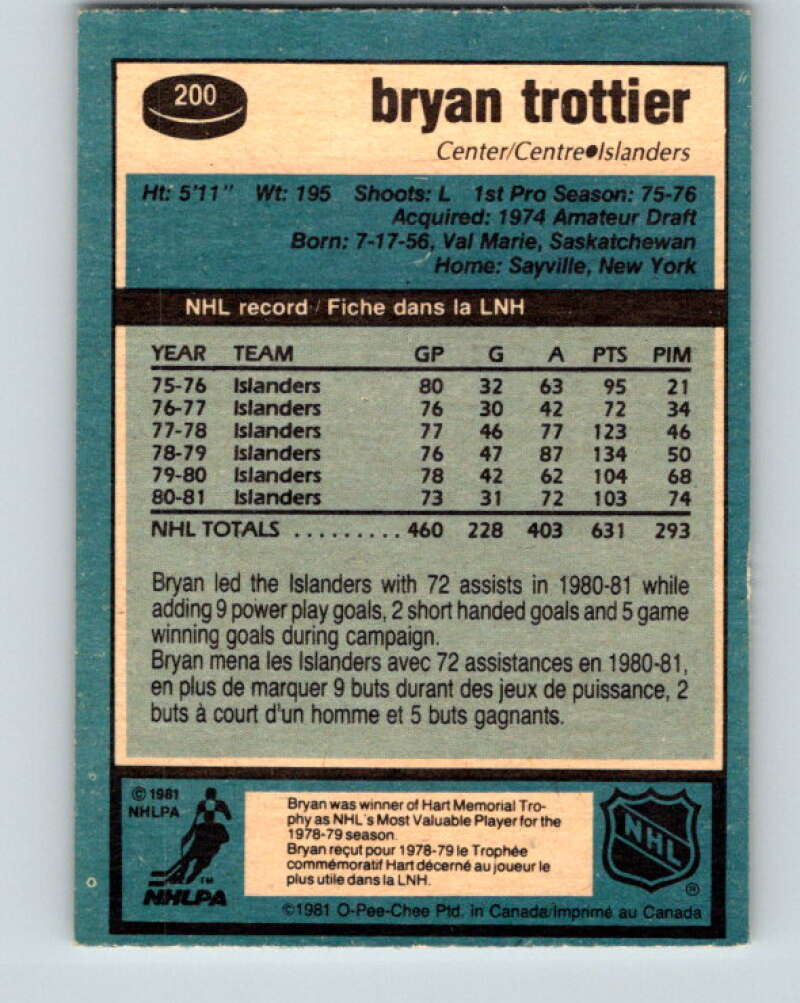 200
bryan trottier
Center/Centre●Islanders
Ht: 5'11" Wt: 195 Shoots: L 1st Pro Season: 75-76
Acquired: 1974 Amateur Draft
Born: 7-17-56, Val Marie, Saskatchewan
Home: Sayville, New York
NHL record / Fiche dans la LNH
YEAR TEAM GP G A PTS PIM
75-76 Islanders 80 32 63 95 21
76-77 Islanders 76 30 42 72 34
77-78 Islanders 77 46 77 123 46
78-79 Islanders 76 47 87 134 50
79-80 Islanders 78 42 62 104 68
80-81 Islanders 73 31 72 103 74
NHL TOTALS ......... 460 228 403 631 293
Bryan led the Islanders with 72 assists in 1980-81 while
adding 9 power play goals, 2 short handed goals and 5 game
winning goals during campaign.
Bryan mena les Islanders avec 72 assistances en 1980-81,
en plus de marquer 9 buts durant des jeux de puissance, 2
buts à court d'un homme et 5 buts gagnants.
© 1981
NHLPA
TM
NHLPA
Bryan was winner of Hart Memorial Tro-
phy as NHL's Most Valuable Player for the
1978-79 season.
Bryan reçut pour 1978-79 le Trophée
commémoratif Hart décerné au joueur le
plus utile dans la LNH.
NHL
®
©1981 O-Pee-Chee Ptd. in Canada/Imprimé au Canada